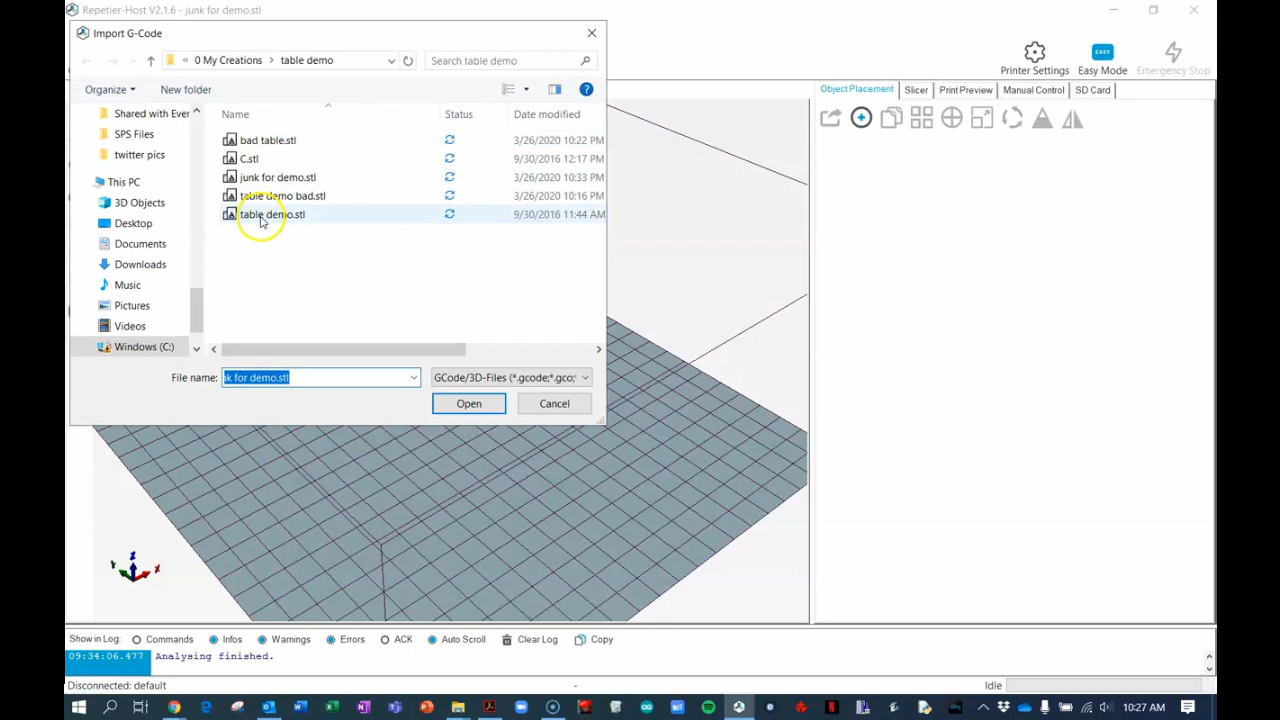 Repetier-Host V2.1.6 - junk for demo.stl
Import G-Code
« 0 My Creations > table demo
Search table demo
Printer Settings
Easy Mode
EASY
Emergency Stop
Organize
New folder
Object Placement
Slicer
Print Preview
Manual Control
SD Card
Shared with Ever
SPS Files
twitter pics
This PC
3D Objects
Desktop
Documents
Downloads
Music
Pictures
Videos
Windows (C:)
Name Status Date modified
bad table.stl 3/26/2020 10:22 PM
C.stl 9/30/2016 12:17 PM
junk for demo.stl 3/26/2020 10:33 PM
table demo bad.stl 3/26/2020 10:16 PM
table demo.stl 9/30/2016 11:44 AM
File name: nk for demo.stl
GCode/3D-Files (*.gcode;*.gco;*
Open
Cancel
Show in Log: Commands Infos Warnings Errors ACK Auto Scroll Clear Log Copy
09:34:06.477 Analysing finished.
Disconnected: default
-
Idle
10:27 AM